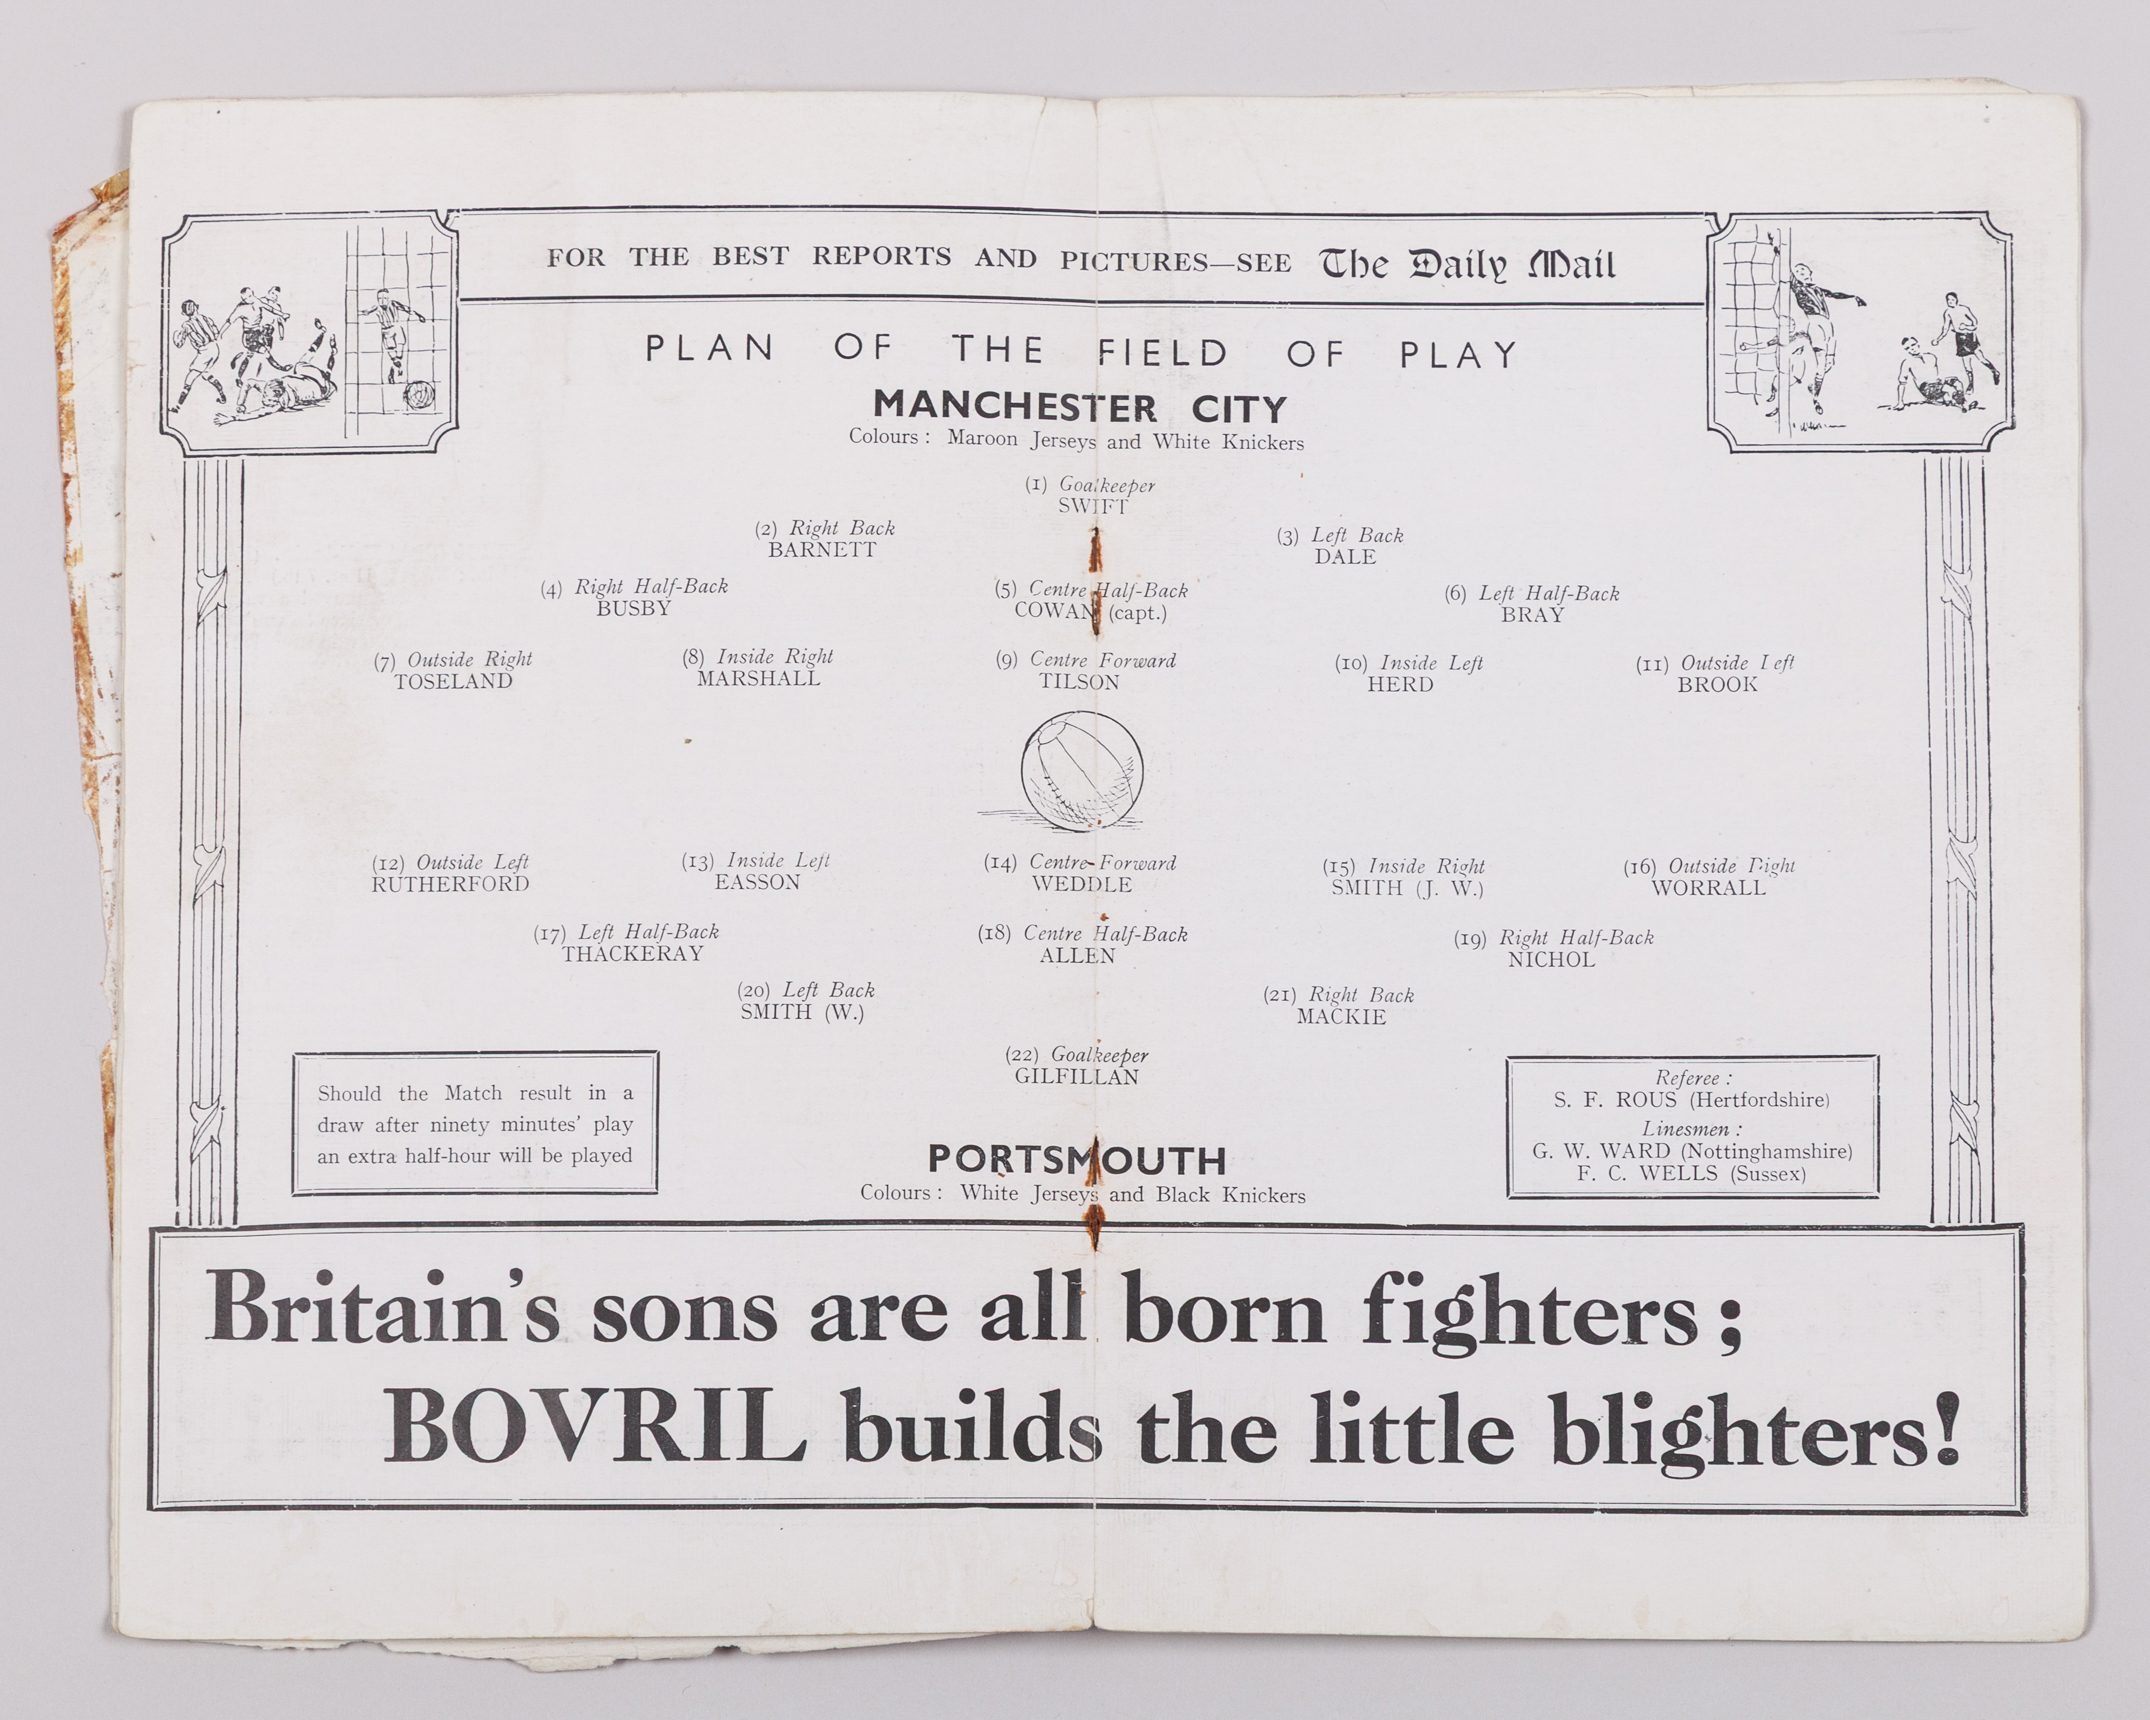 FOR THE BEST REPORTS AND PICTURES—SEE The Daily Mail
PLAN OF THE FIELD OF PLAY
MANCHESTER CITY
Colours : Maroon Jerseys and White Knickers
(1) Goalkeeper
SWIFT
(2) Right Back
BARNETT
(3) Left Back
DALE
(4) Right Half-Back
BUSBY
(5) Centre Half-Back
COWAN (capt.)
(6) Left Half-Back
BRAY
(7) Outside Right
TOSELAND
(8) Inside Right
MARSHALL
(9) Centre Forward
TILSON
(10) Inside Left
HERD
(11) Outside Left
BROOK
(12) Outside Left
RUTHERFORD
(13) Inside Left
EASSON
(14) Centre-Forward
WEDDLE
(15) Inside Right
SMITH (J. W.)
(16) Outside Right
WORRALL
(17) Left Half-Back
THACKERAY
(18) Centre Half-Back
ALLEN
(19) Right Half-Back
NICHOL
(20) Left Back
SMITH (W.)
(21) Right Back
MACKIE
(22) Goalkeeper
GILFILLAN
Should the Match result in a
draw after ninety minutes' play
an extra half-hour will be played
PORTSMOUTH
Colours : White Jerseys and Black Knickers
Referee :
S. F. ROUS (Hertfordshire)
Linesmen :
G. W. WARD (Nottinghamshire)
F. C. WELLS (Sussex)
Britain's sons are all born fighters;
BOVRIL builds the little blighters!